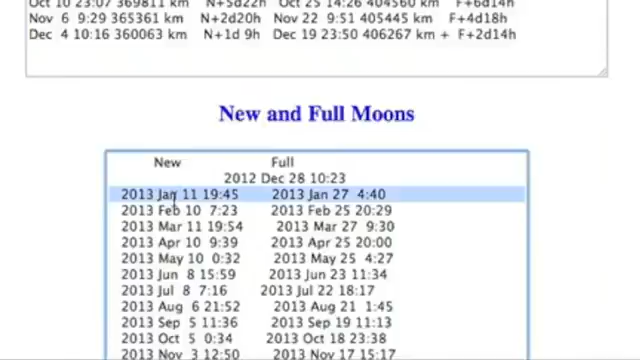 Oct 10 23:07 369811 km N+5d22h Oct 25 14:26 404560 km F+6d14h
Nov 6 9:29 365361 km N+2d20h Nov 22 9:51 405445 km F+4d18h
Dec 4 10:16 360063 km N+1d 9h Dec 19 23:50 406267 km + F+2d14h
New and Full Moons
New Full
2012 Dec 28 10:23
2013 Jan 11 19:45 2013 Jan 27 4:40
2013 Feb 10 7:23 2013 Feb 25 20:29
2013 Mar 11 19:54 2013 Mar 27 9:30
2013 Apr 10 9:39 2013 Apr 25 20:00
2013 May 10 0:32 2013 May 25 4:27
2013 Jun 8 15:59 2013 Jun 23 11:34
2013 Jul 8 7:16 2013 Jul 22 18:17
2013 Aug 6 21:52 2013 Aug 21 1:45
2013 Sep 5 11:36 2013 Sep 19 11:13
2013 Oct 5 0:34 2013 Oct 18 23:38
2013 Nov 3 12:50 2013 Nov 17 15:17